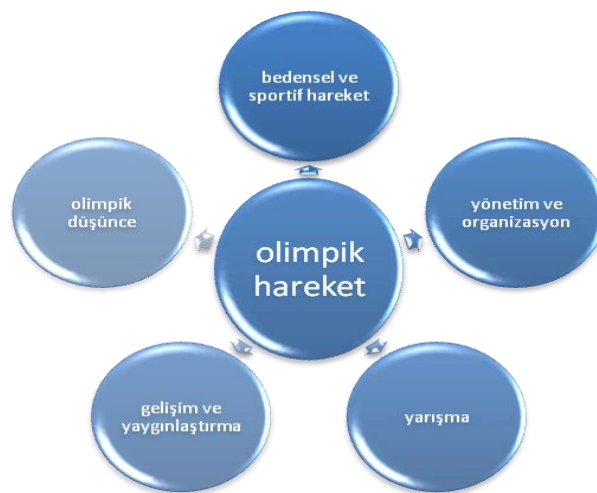 bedensel ve
sportif hareket
olimpik
düşünce
yönetim ve
organizasyon
olimpik
hareket
gelişim ve
yaygınlaştırma
yarışma